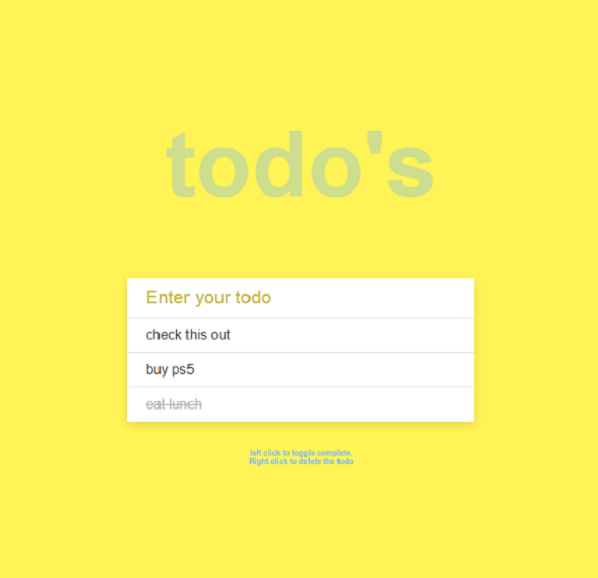 todo's
Enter your todo
check this out
buy ps5
eat lunch
left click to toggle complete.
Right click to delete the todo